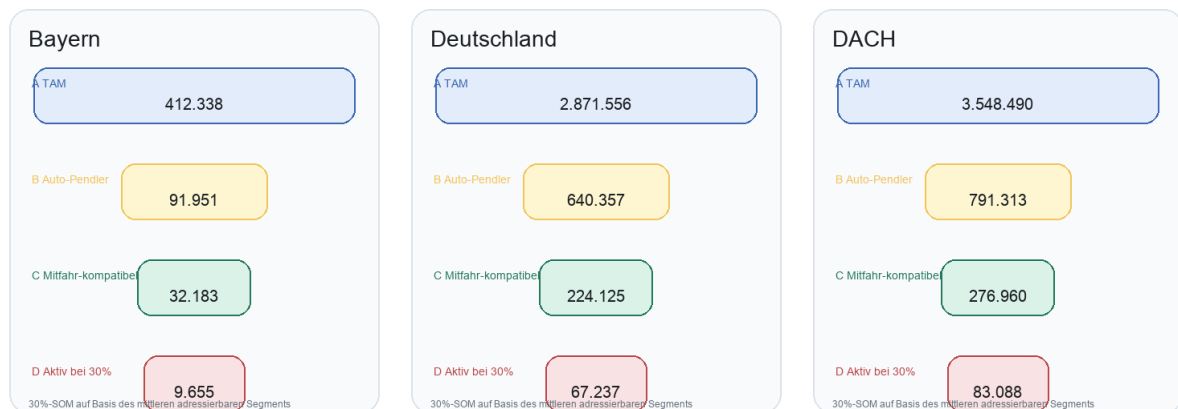 Bayern
A TAM
412.338
B Auto-Pendler
91.951
C Mitfahr-kompatibel
32.183
D Aktiv bei 30%
9.655
30%-SOM auf Basis des mittleren adressierbaren Segments
Deutschland
A TAM
2.871.556
B Auto-Pendler
640.357
C Mitfahr-kompatibel
224.125
D Aktiv bei 30%
67.237
30%-SOM auf Basis des mittleren adressierbaren Segments
DACH
A TAM
3.548.490
B Auto-Pendler
791.313
C Mitfahr-kompatibel
276.960
D Aktiv bei 30%
83.088
30%-SOM auf Basis des mittleren adressierbaren Segments